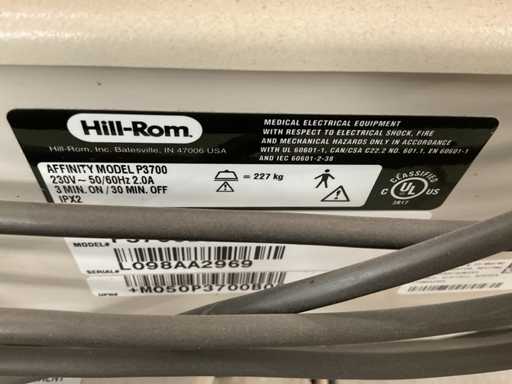 Hill-Rom
Hill-Rom, Inc. Batesville, IN 47006 USA
MEDICAL ELECTRICAL EQUIPMENT
WITH RESPECT TO ELECTRICAL SHOCK, FIRE
AND MECHANICAL HAZARDS ONLY IN ACCORDANCE
WITH UL 60601-1, CAN/CSA C22.2 NO. 601.1, EN 60601-1
AND IEC 60601-2-38
AFFINITY MODEL P3700
230V~ 50/60Hz 2.0A
3 MIN. ON / 30 MIN. OFF
IPX2
= 227 kg
CLASSIFIED
C UL US
2B17
MODEL#
SERIAL# L098AA2969